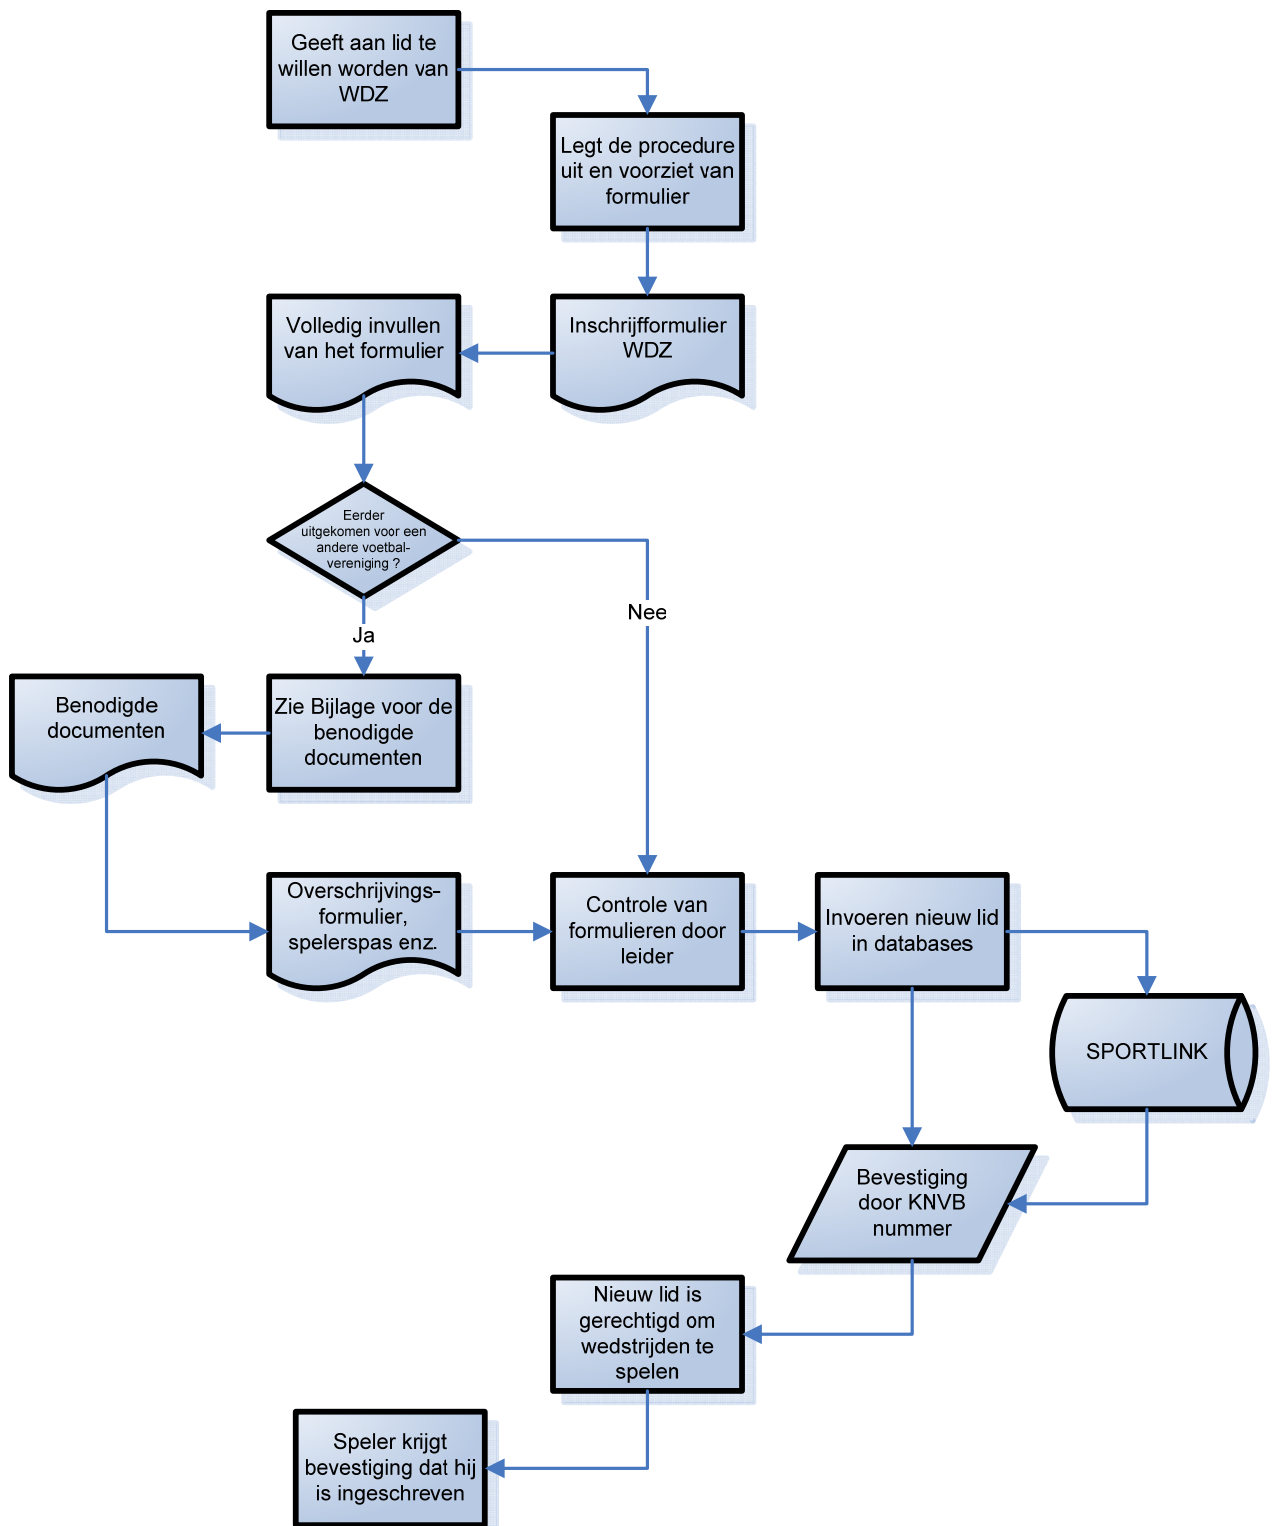 Geeft aan lid te
willen worden van
WDZ
Legt de procedure
uit en voorziet van
formulier
Inschrijfformulier
WDZ
Volledig invullen
van het formulier
Eerder
uitgekomen voor een
andere voetbal-
vereniging ?
Nee
Ja
Zie Bijlage voor de
benodigde
documenten
Benodigde
documenten
Overschrijvings-
formulier,
spelerspas enz.
Controle van
formulieren door
leider
Invoeren nieuw lid
in databases
SPORTLINK
Bevestiging
door KNVB
nummer
Nieuw lid is
gerechtigd om
wedstrijden te
spelen
Speler krijgt
bevestiging dat hij
is ingeschreven